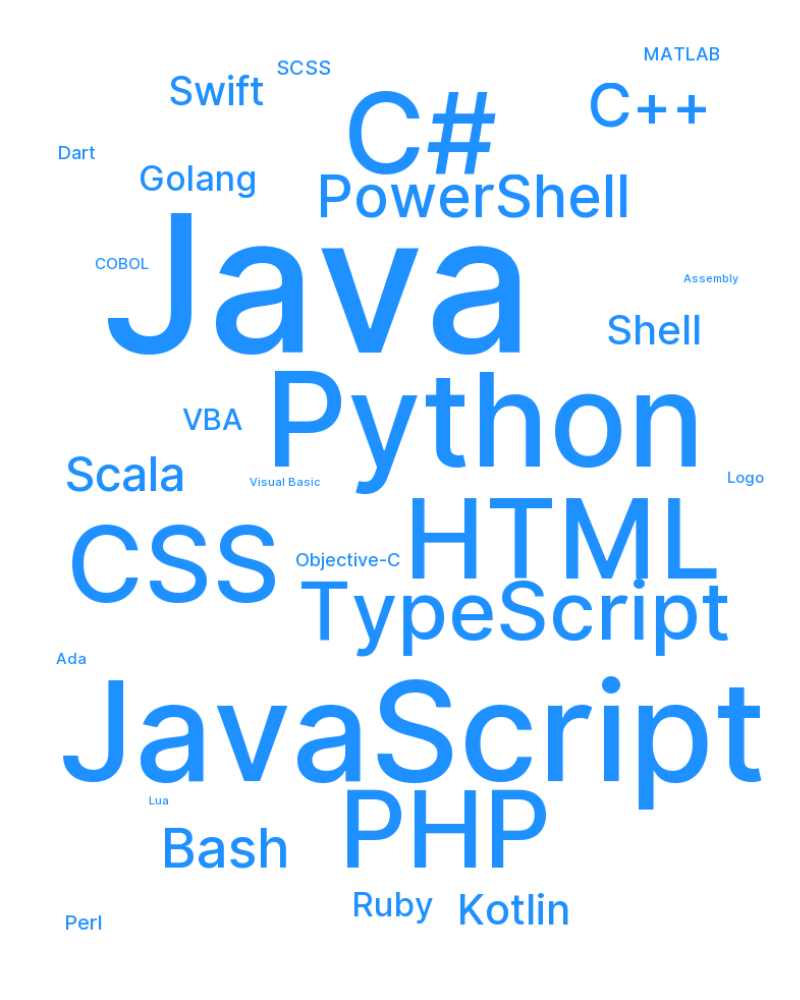 MATLAB
SCSS
Swift
C++
C#
Dart
Golang
PowerShell
COBOL
Java
Assembly
Shell
VBA
Python
Scala
Visual Basic
Logo
HTML
CSS
Objective-C
TypeScript
Ada
JavaScript
Lua
PHP
Bash
Ruby
Kotlin
Perl